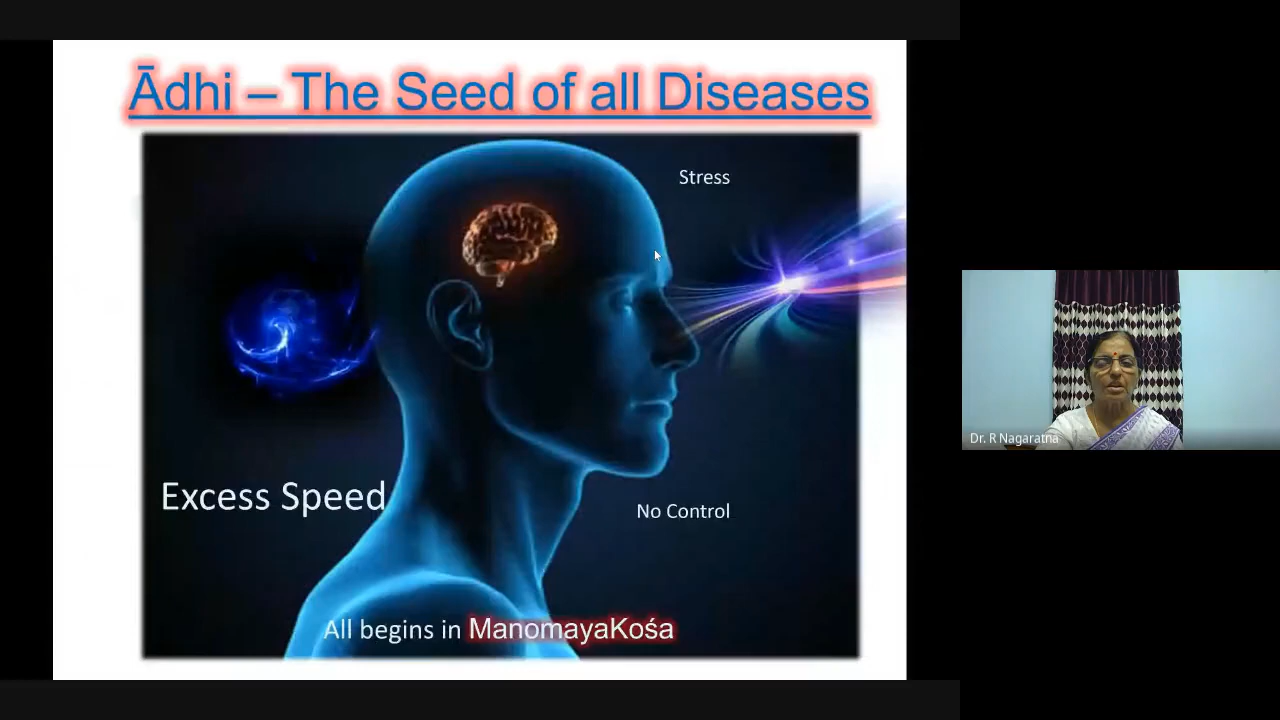 Ādhi – The Seed of all Diseases
Stress
Excess Speed
No Control
All begins in ManomayaKośa
Dr. R Nagaratna